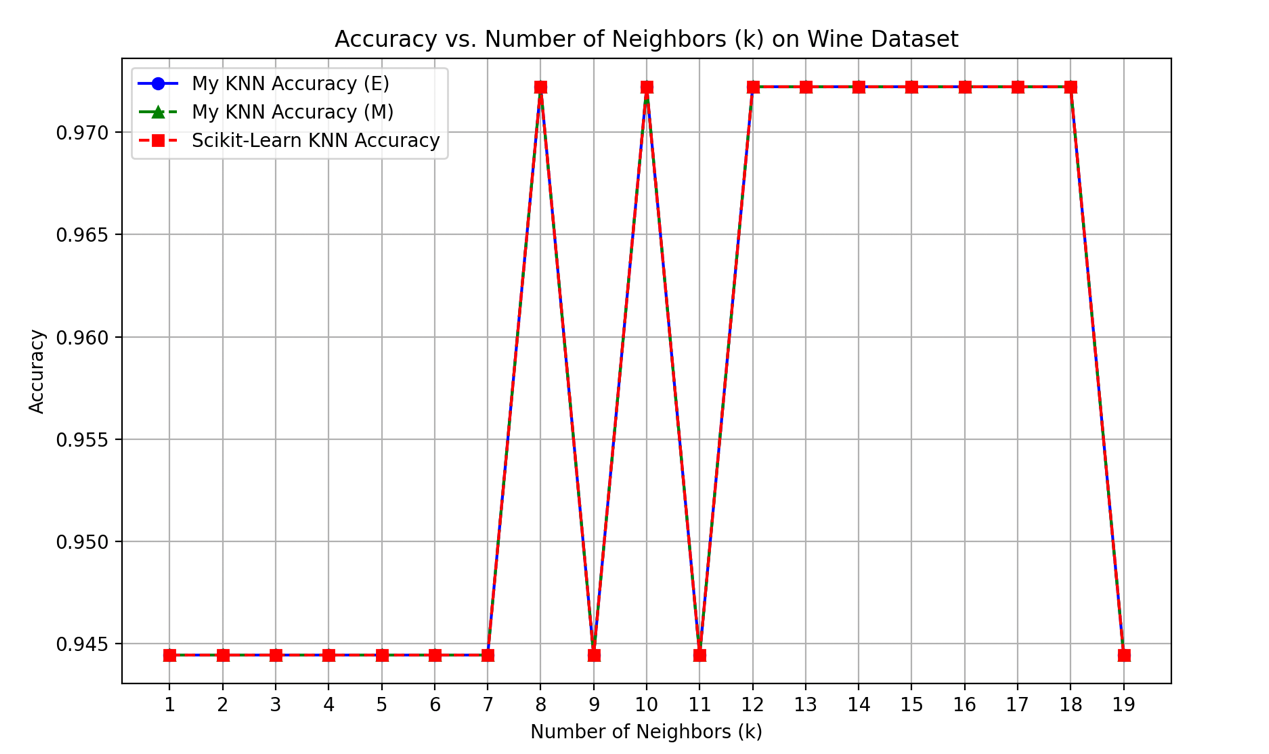 Accuracy vs. Number of Neighbors (k) on Wine Dataset
My KNN Accuracy (E)
My KNN Accuracy (M)
Scikit-Learn KNN Accuracy
Accuracy
0.970
0.965
0.960
0.955
0.950
0.945
1 2 3 4 5 6 7 8 9 10 11 12 13 14 15 16 17 18 19
Number of Neighbors (k)